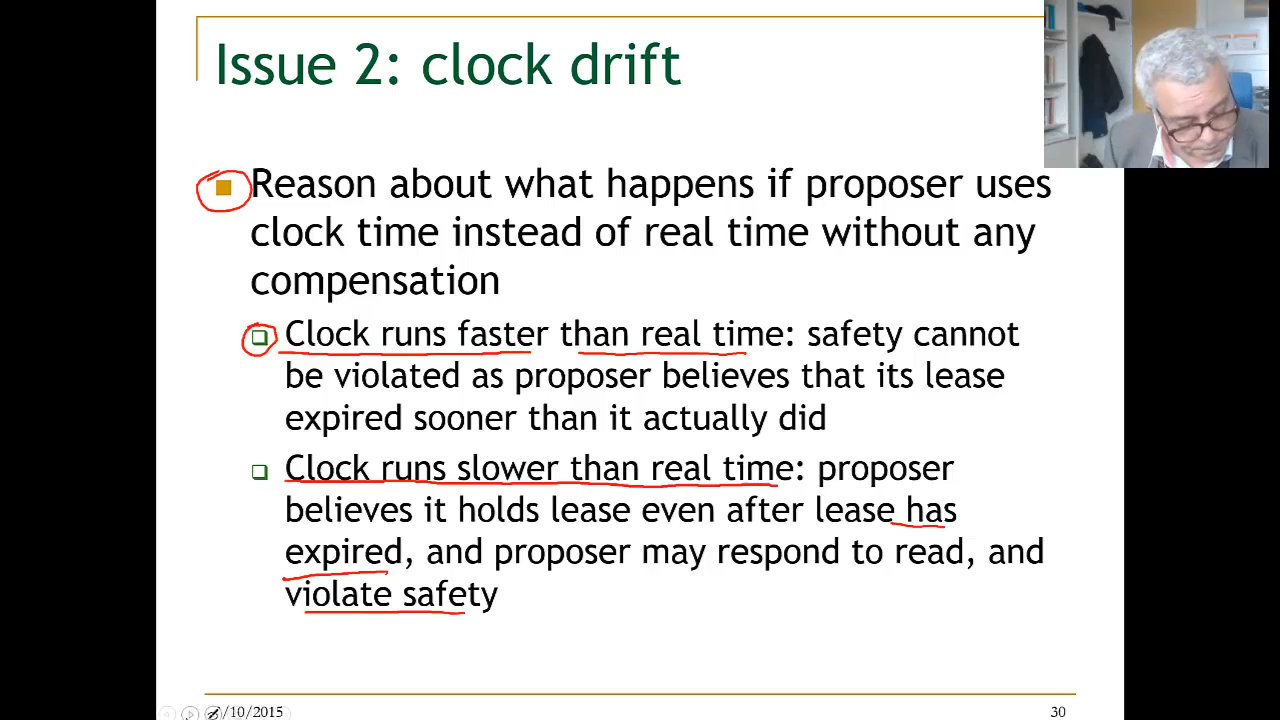 Issue 2: clock drift
Reason about what happens if proposer uses
clock time instead of real time without any
compensation
Clock runs faster than real time: safety cannot
be violated as proposer believes that its lease
expired sooner than it actually did
Clock runs slower than real time: proposer
believes it holds lease even after lease has
expired, and proposer may respond to read, and
violate safety
/10/2015
30